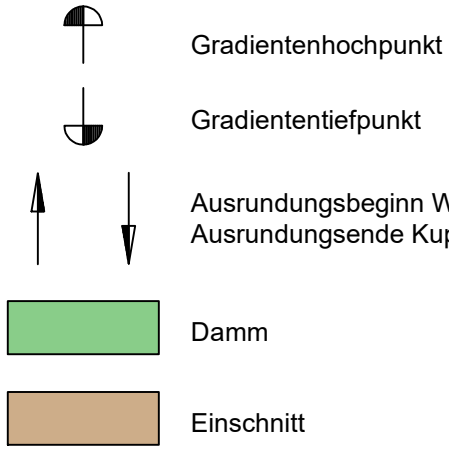 Gradientenhochpunkt
Gradiententiefpunkt
Ausrundungsbeginn
Ausrundungsende
Damm
Einschnitt